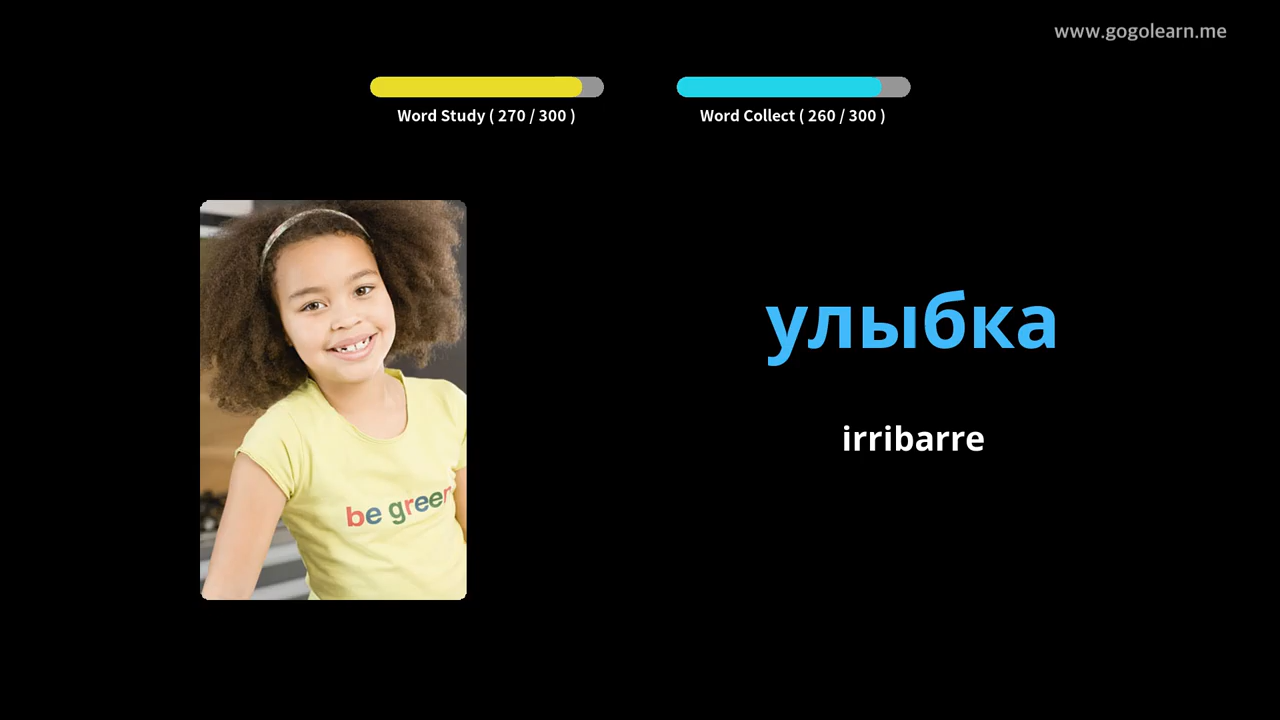 www.gogolearn.me
Word Study ( 270 / 300 )
Word Collect ( 260 / 300 )
улыбка
irribarre
be green